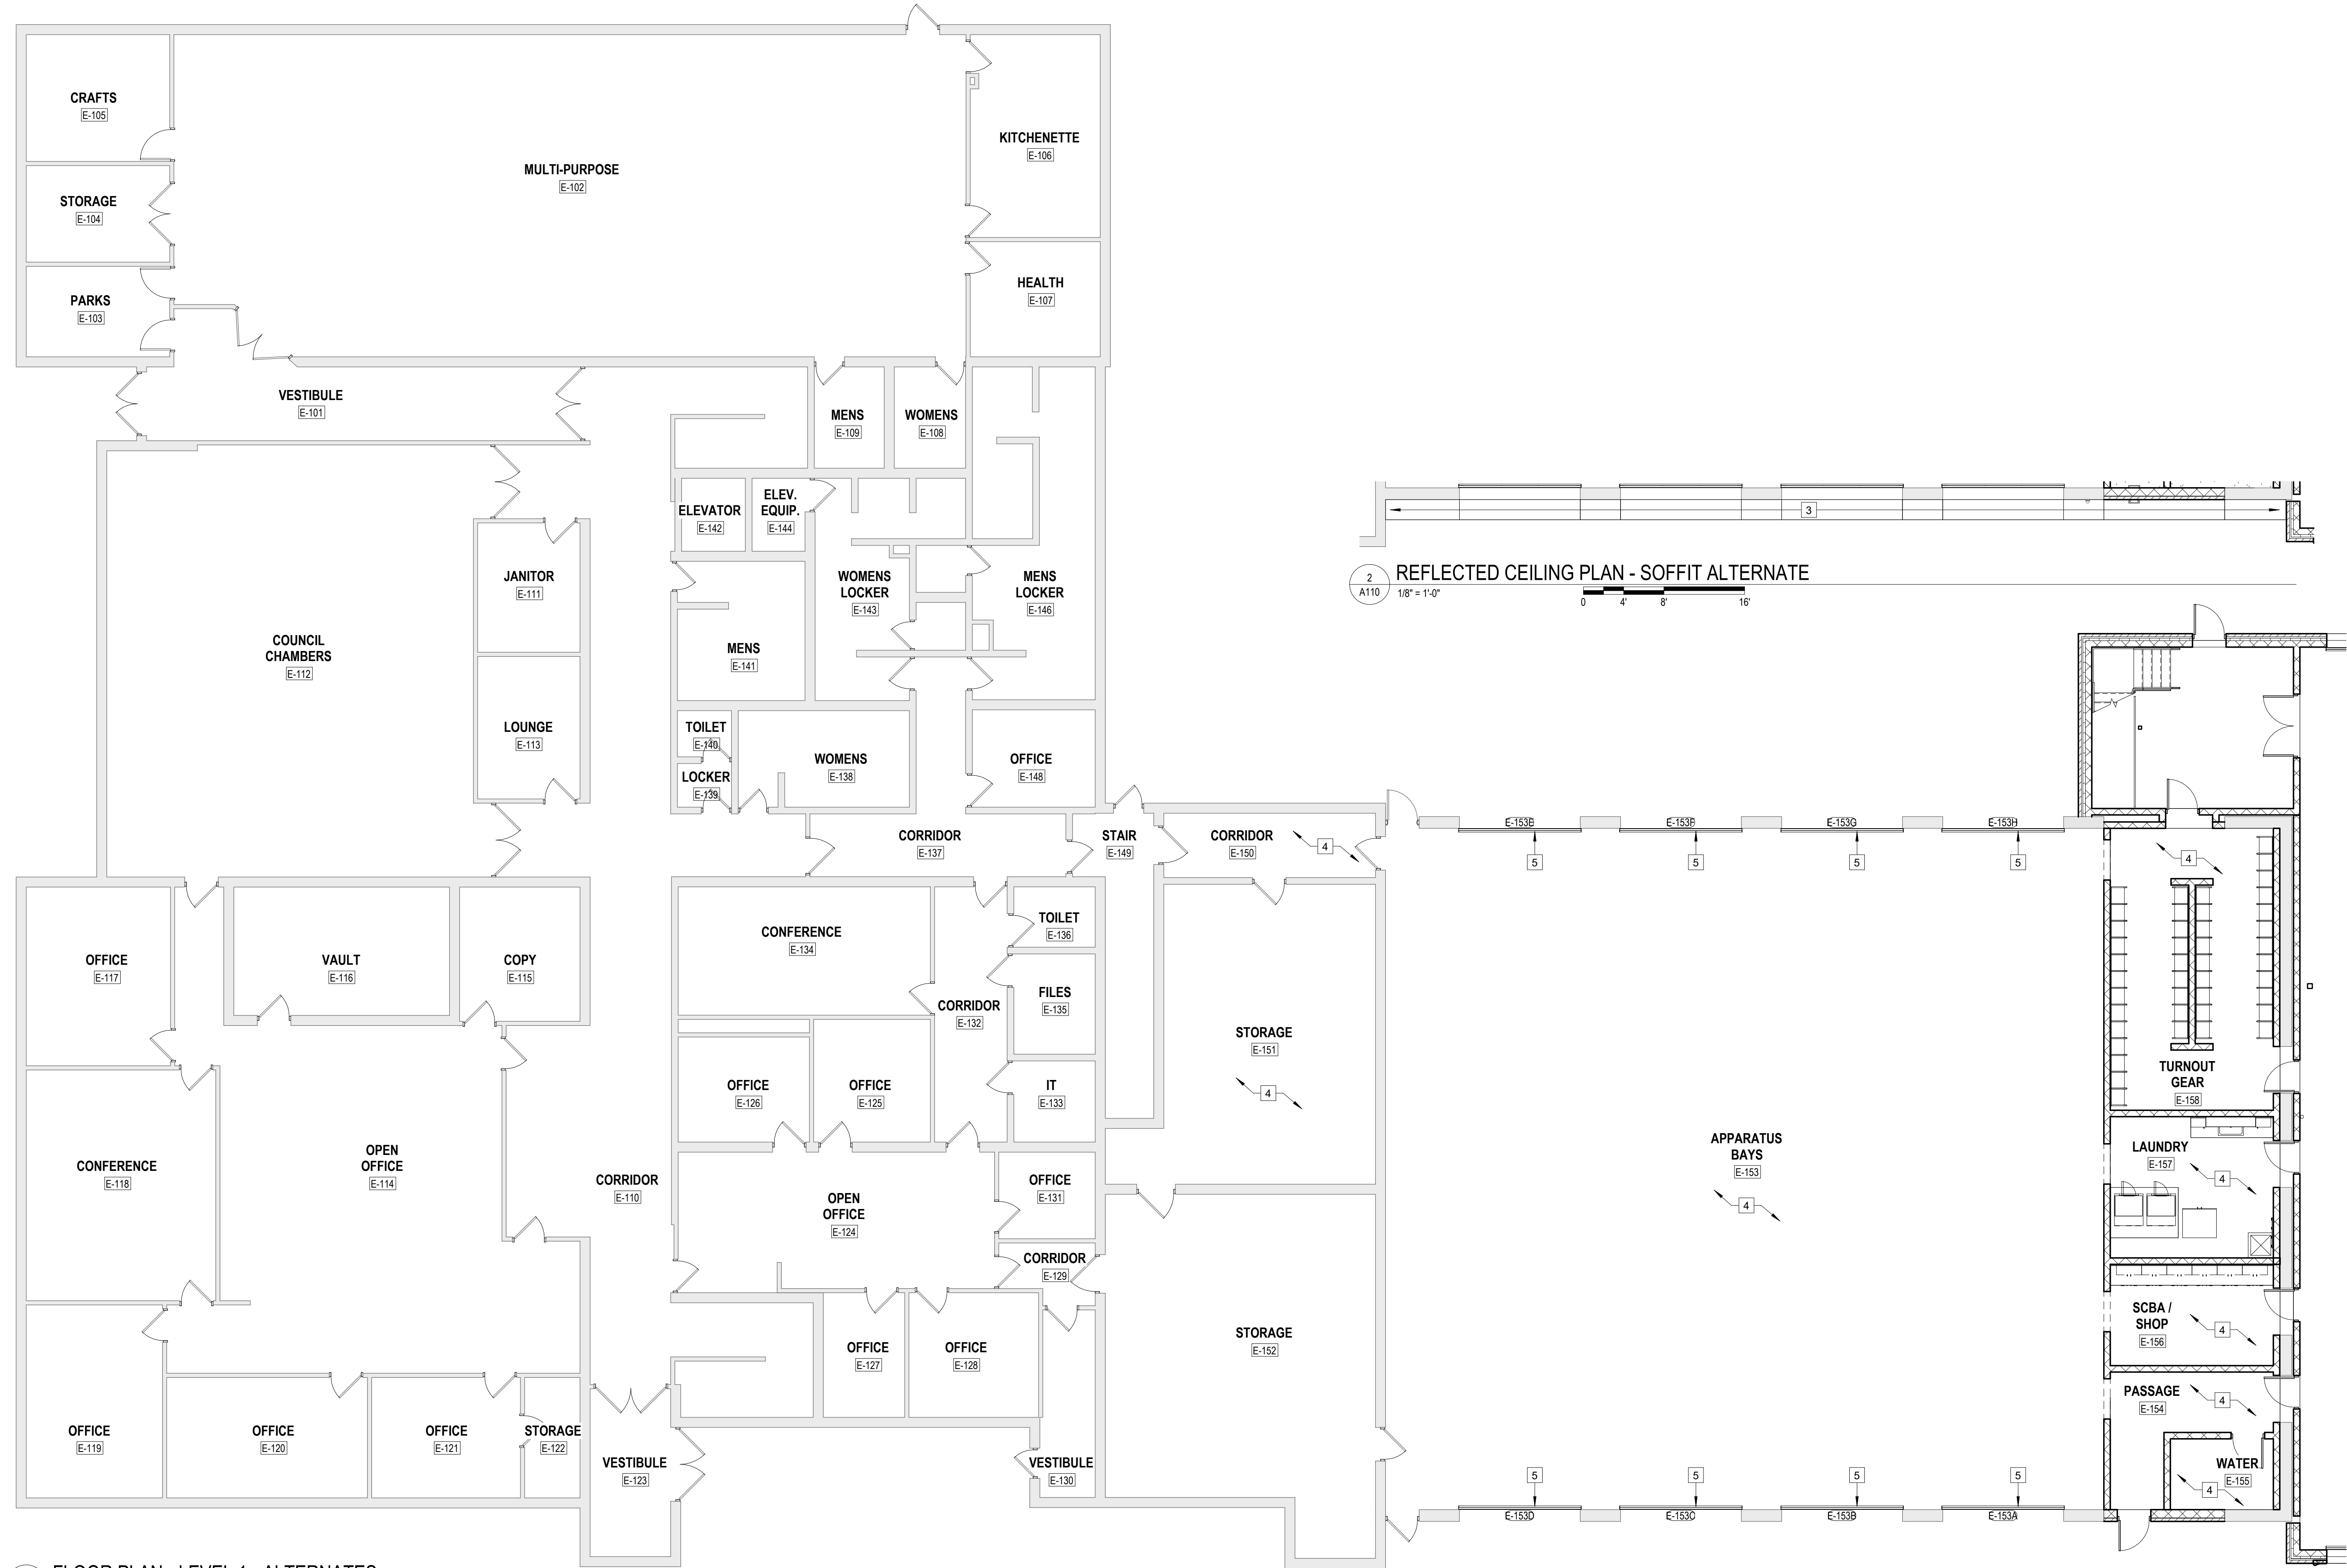 CRAFTS
E-105
STORAGE
E-104
PARKS
E-103
MULTI-PURPOSE
E-102
KITCHENETTE
E-106
HEALTH
E-107
VESTIBULE
E-101
MENS
E-109
WOMENS
E-108
ELEVATOR
E-142
ELEV.
EQUIP.
E-144
JANITOR
E-111
WOMENS
LOCKER
E-143
MENS
LOCKER
E-146
COUNCIL
CHAMBERS
E-112
MENS
E-141
LOUNGE
E-113
TOILET
E-140
LOCKER
E-139
WOMENS
E-138
OFFICE
E-148
3
2
A110
REFLECTED CEILING PLAN - SOFFIT ALTERNATE
1/8" = 1'-0"
0 4' 8' 16'
CORRIDOR
E-137
STAIR
E-149
CORRIDOR
E-150
4
E-153E
E-153F
E-153G
E-153H
5
5
5
5
4
OFFICE
E-117
VAULT
E-116
COPY
E-115
CONFERENCE
E-134
TOILET
E-136
FILES
E-135
CORRIDOR
E-132
STORAGE
E-151
4
OFFICE
E-126
OFFICE
E-125
IT
E-133
TURNOUT
GEAR
E-158
CONFERENCE
E-118
OPEN
OFFICE
E-114
CORRIDOR
E-110
OPEN
OFFICE
E-124
OFFICE
E-131
CORRIDOR
E-129
APPARATUS
BAYS
E-153
4
LAUNDRY
E-157
4
SCBA /
SHOP
E-156
4
STORAGE
E-152
OFFICE
E-127
OFFICE
E-128
PASSAGE
E-154
4
OFFICE
E-119
OFFICE
E-120
OFFICE
E-121
STORAGE
E-122
VESTIBULE
E-123
VESTIBULE
E-130
WATER
E-155
4
5
5
5
5
E-153D
E-153C
E-153B
E-153A
FLOOR PLAN - LEVEL 1 - ALTERNATES